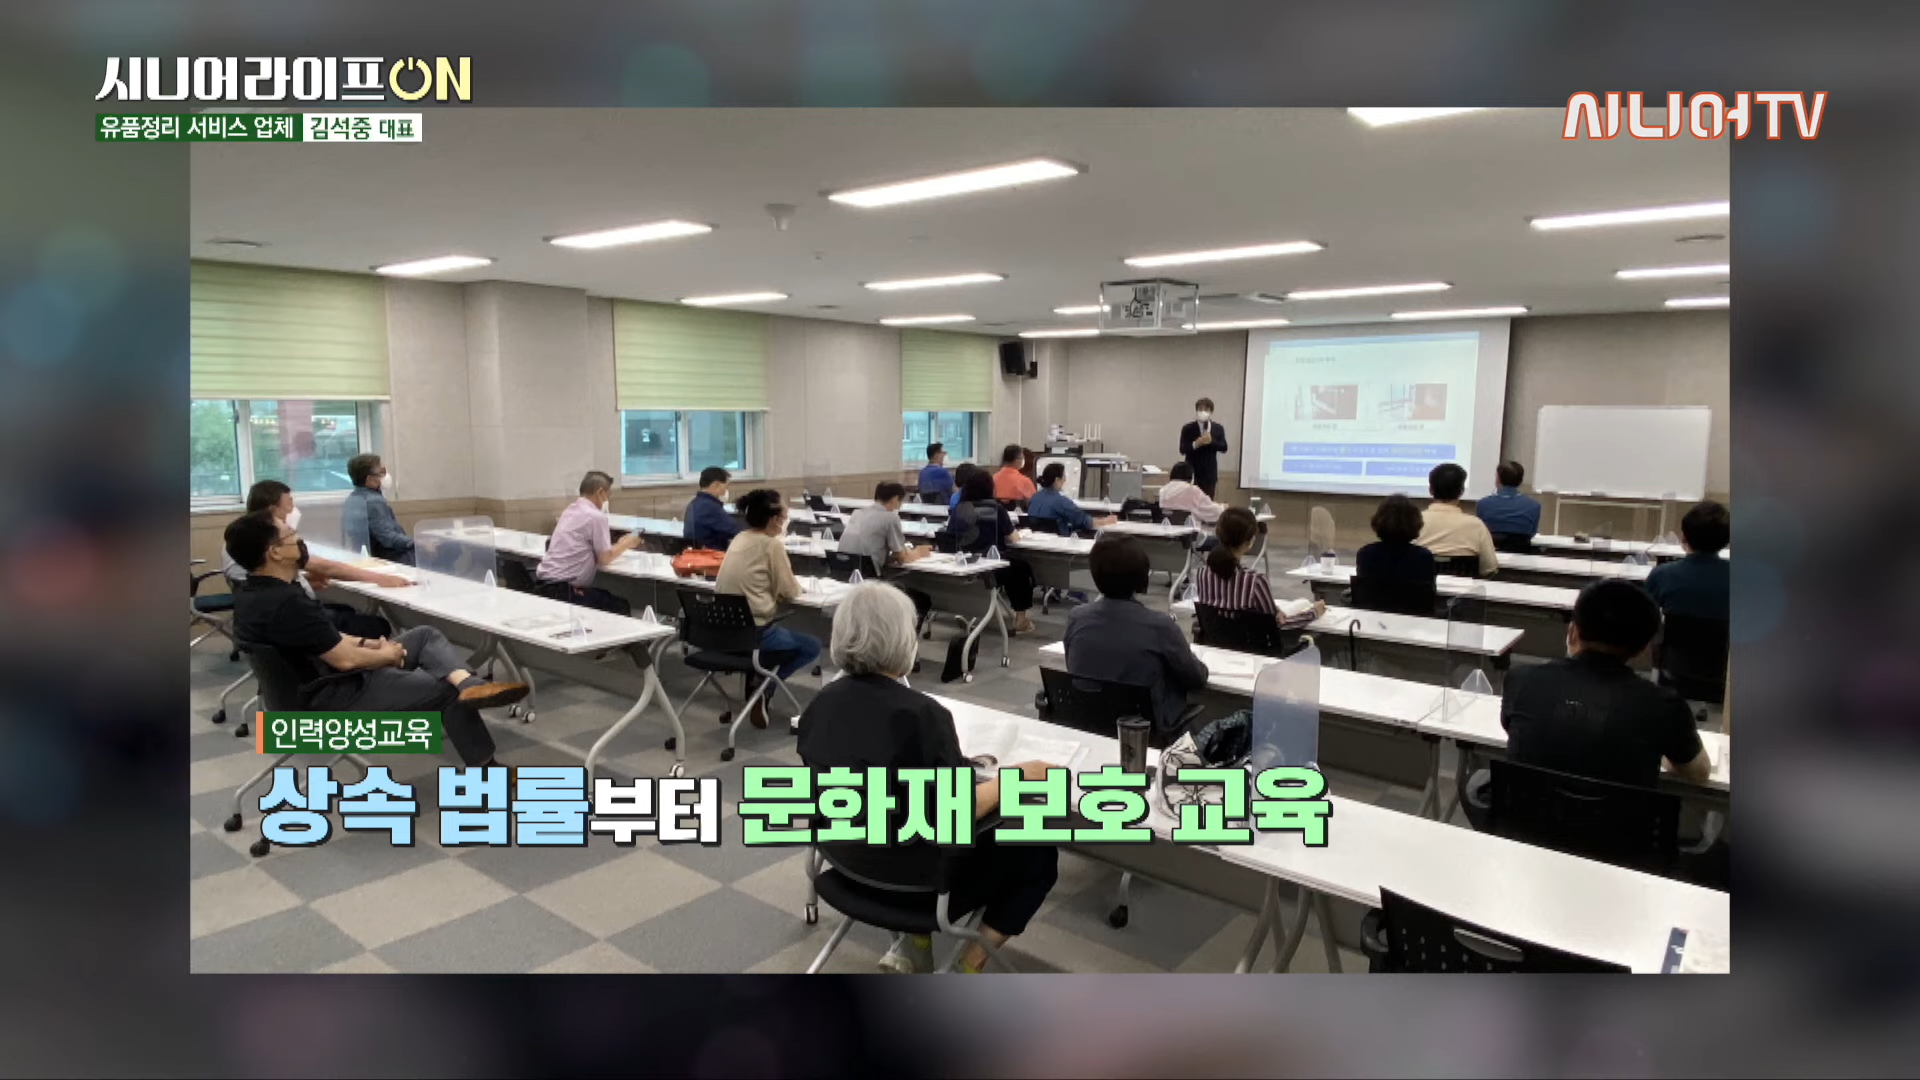 시니어라이프ON
유품정리 서비스 업체 김석중 대표
시니어TV
인력양성교육
상속 법률부터 문화재 보호 교육